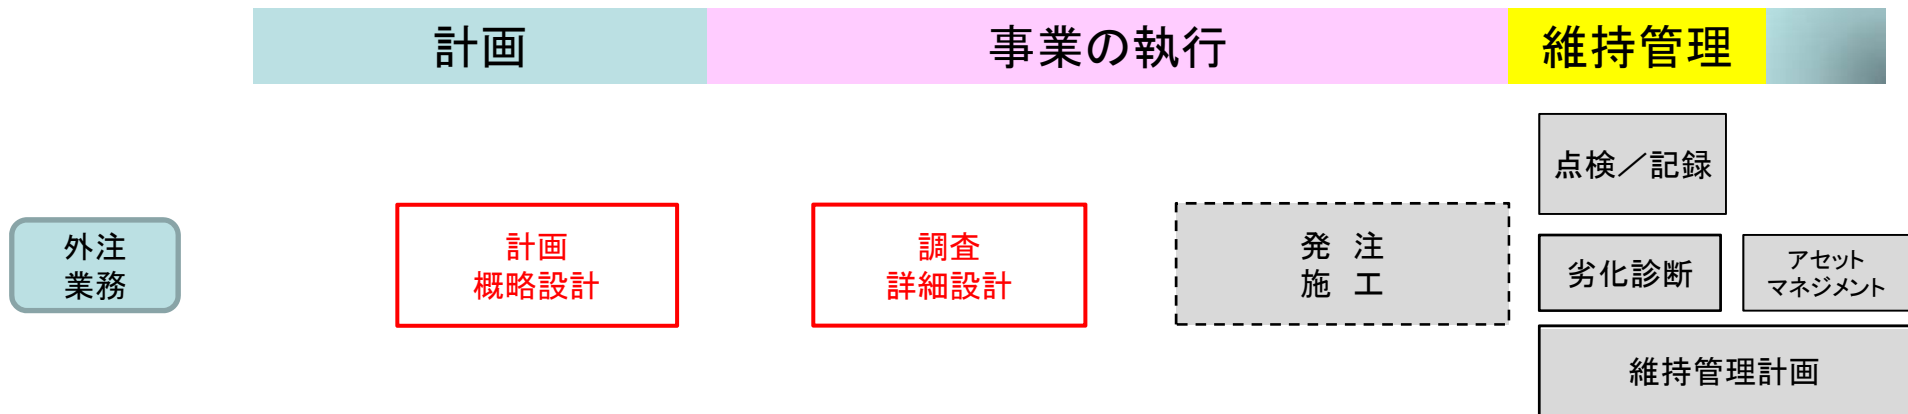 計画
事業の執行
維持管理
外注
業務
計画
概略設計
調査
詳細設計
発 注
施 工
点検／記録
劣化診断
アセット
マネジメント
維持管理計画